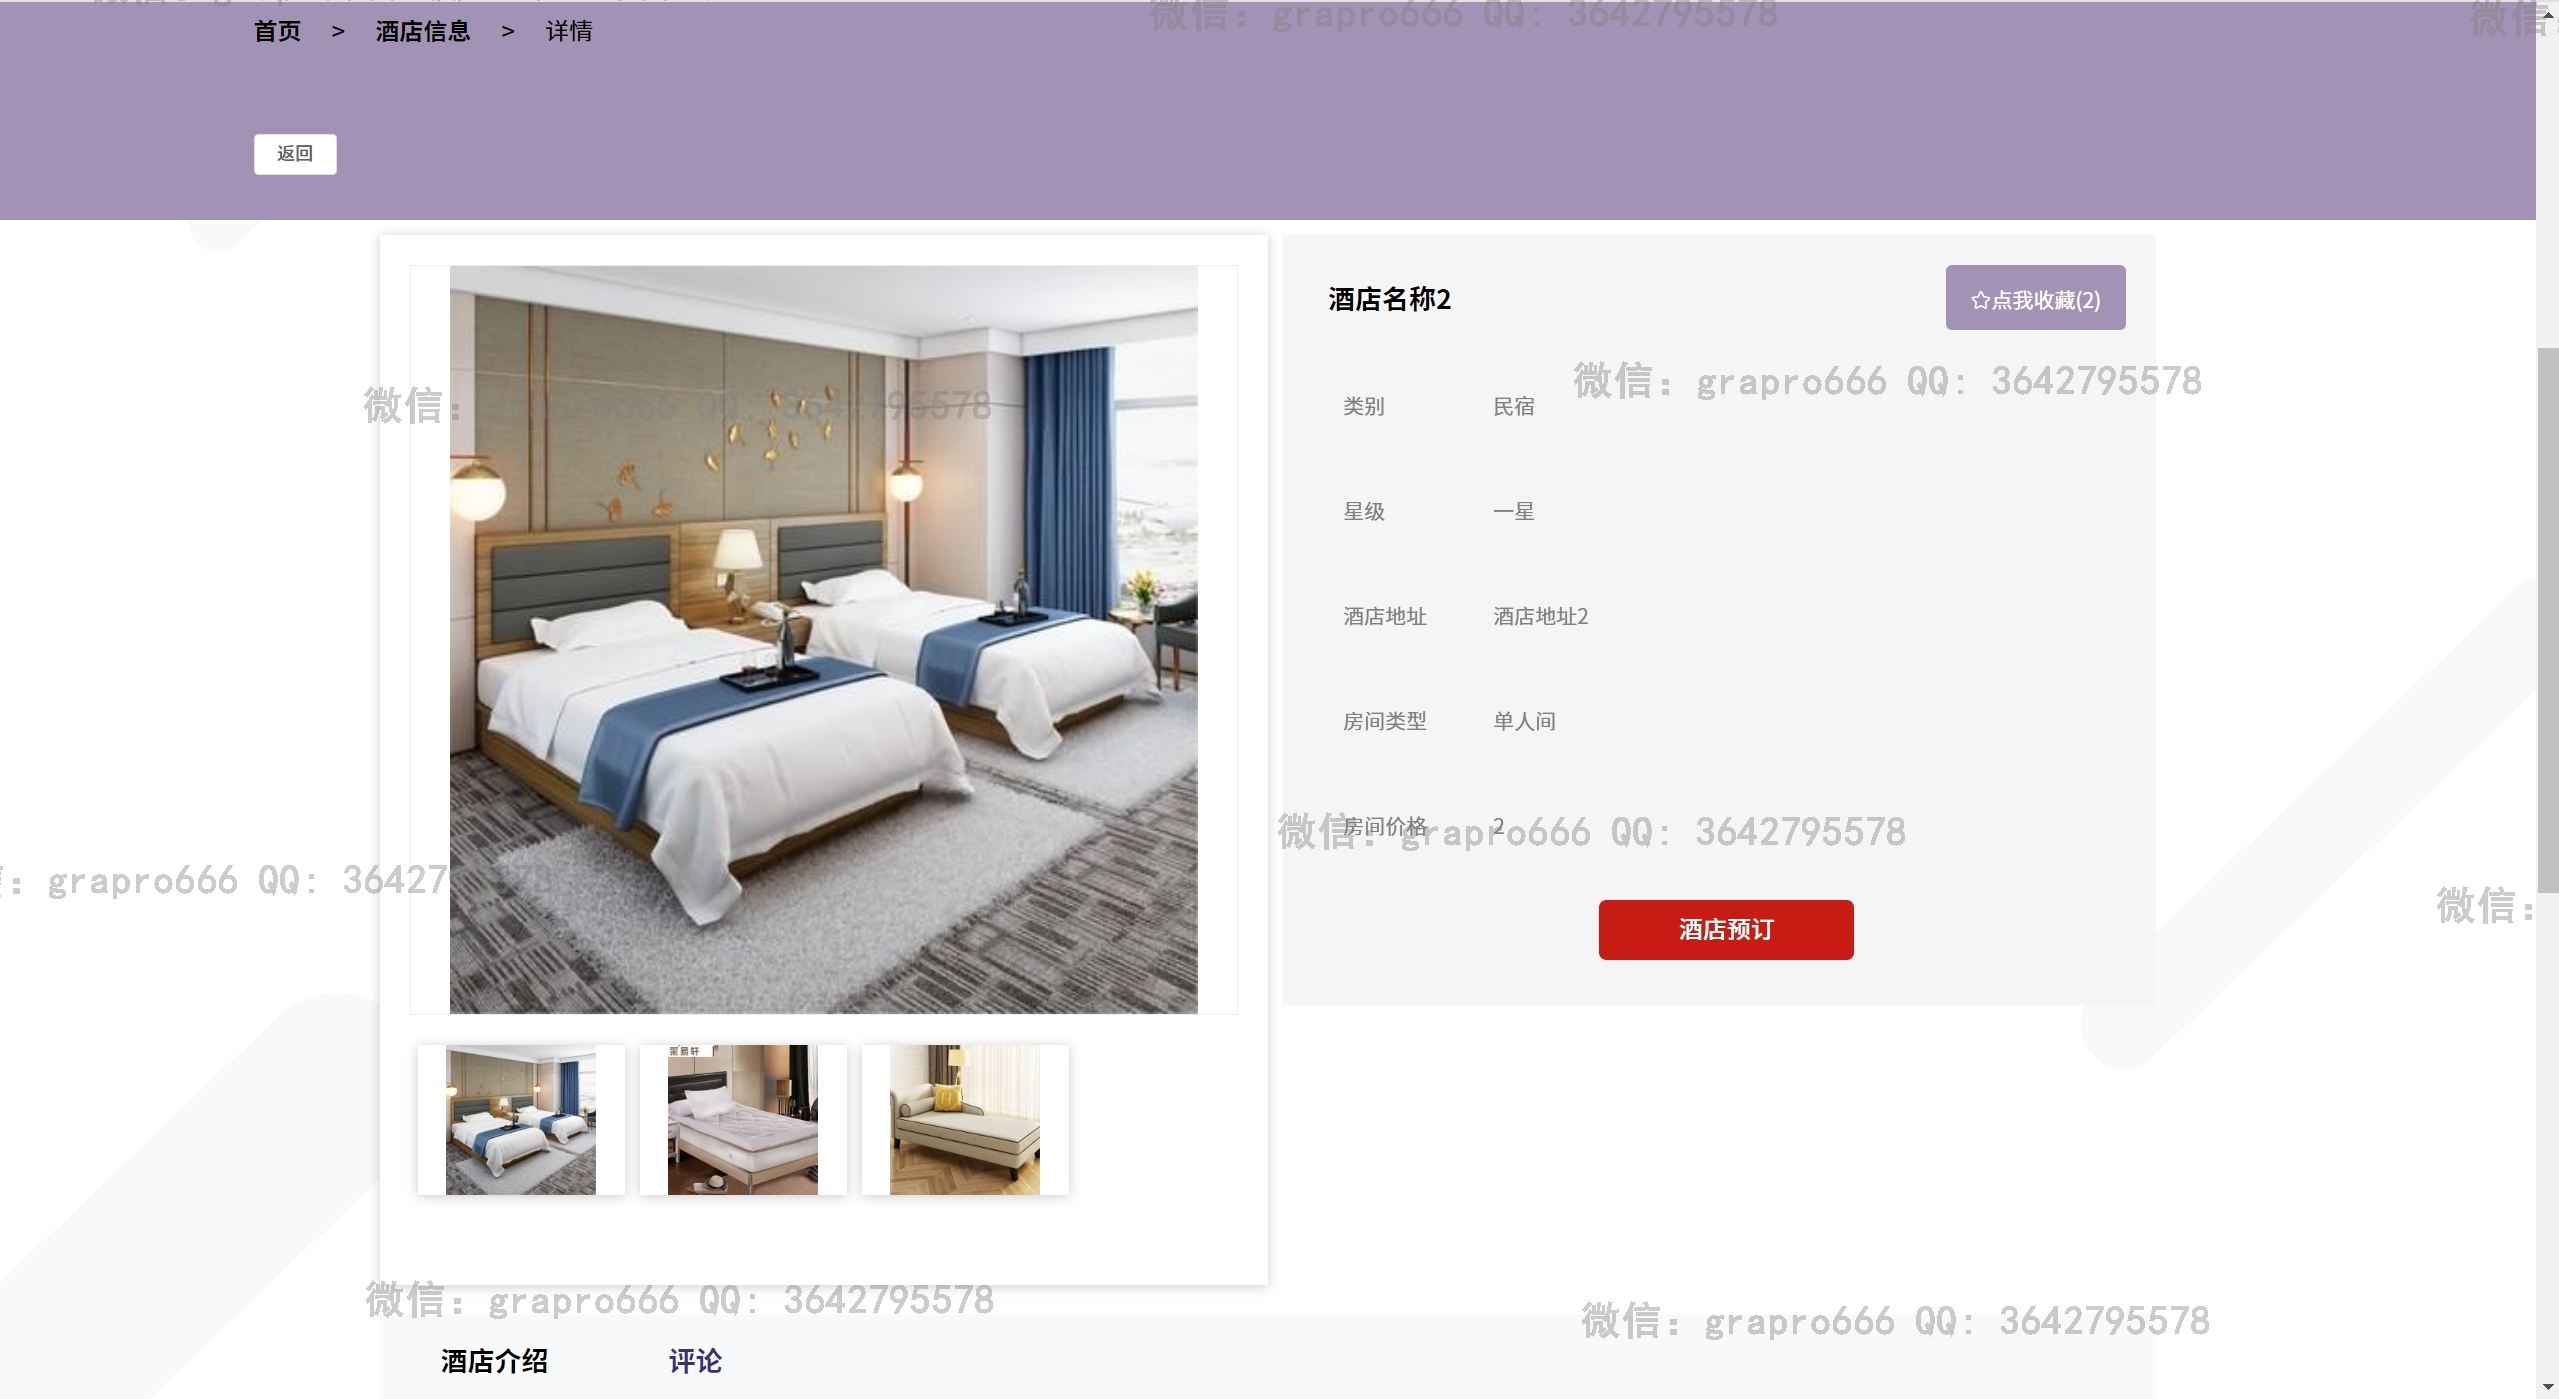 首页 > 酒店信息 > 详情
微信: grapro666 QQ: 3642795578
返回
酒店名称2
☆点我收藏(2)
微信: grapro666 QQ: 3642795578
微信: grapro666 QQ: 3642795578
类别 民宿
星级 一星
酒店地址 酒店地址2
房间类型 单人间
房间价格 2
微信: grapro666 QQ: 3642795578
: grapro666 QQ: 3642795578
微信:
酒店预订
微信: grapro666 QQ: 3642795578
微信: grapro666 QQ: 3642795578
酒店介绍 评论